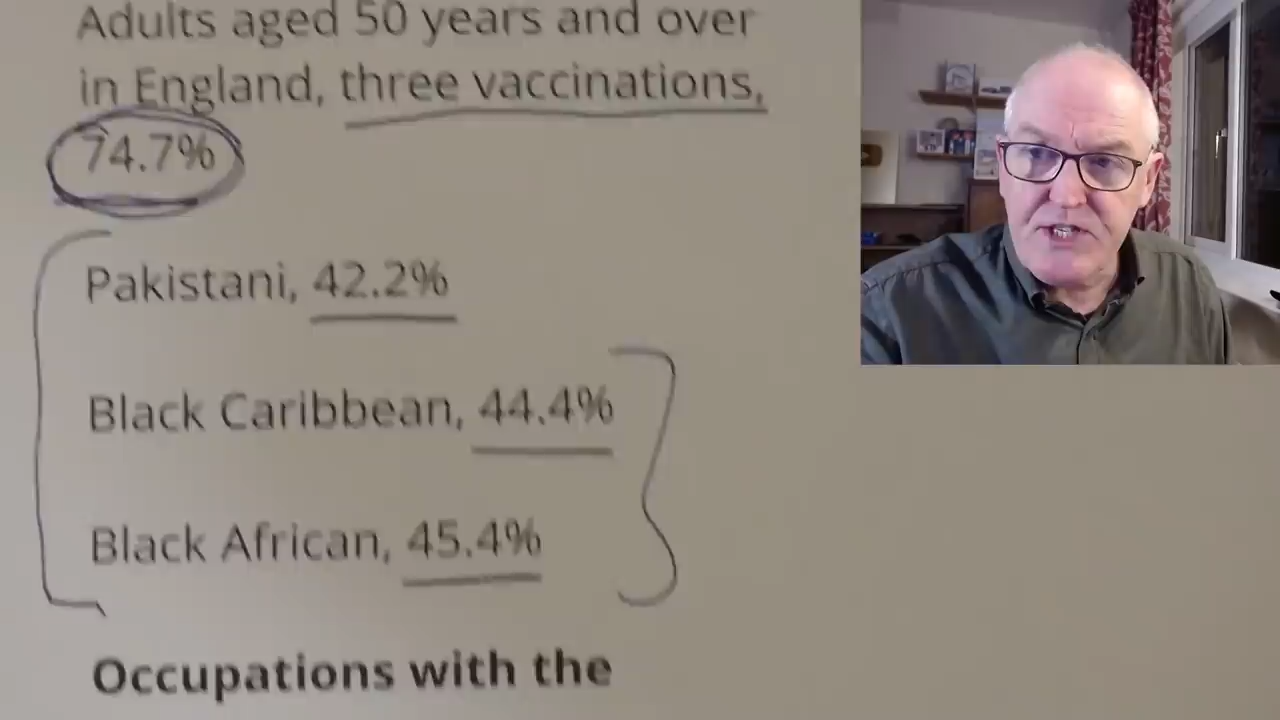 Adults aged 50 years and over
in England, three vaccinations,
74.7%
Pakistani, 42.2%
Black Caribbean, 44.4%
Black African, 45.4%
Occupations with the